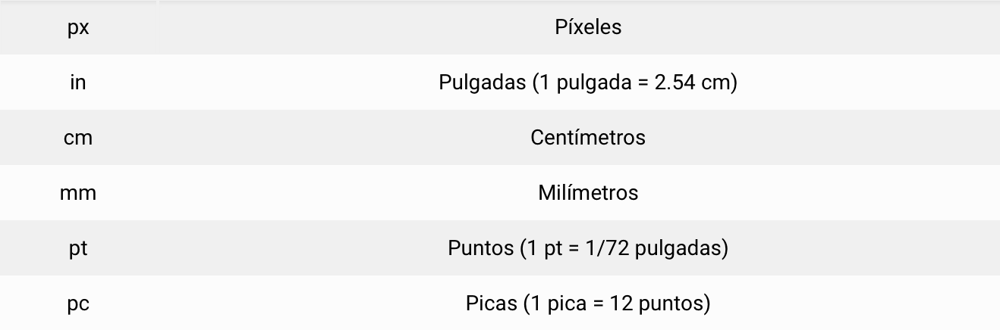 px Píxeles
in Pulgadas (1 pulgada = 2.54 cm)
cm Centímetros
mm Milímetros
pt Puntos (1 pt = 1/72 pulgadas)
pc Picas (1 pica = 12 puntos)